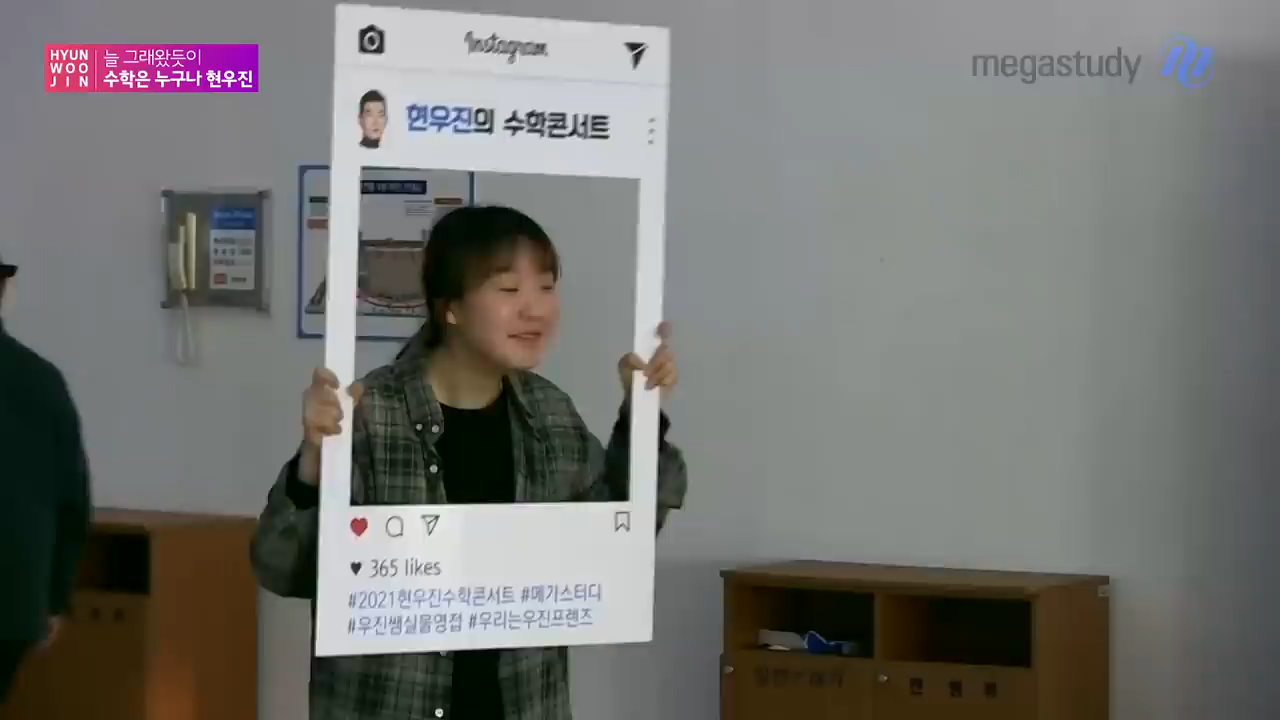 HYUN
WOO
JIN
늘 그래왔듯이
수학은 누구나 현우진
megastudy
Instagram
현우진의 수학콘서트
365 likes
#2021현우진수학콘서트 #메가스터디
#우진쌤실물영접 #우리는우진프렌즈